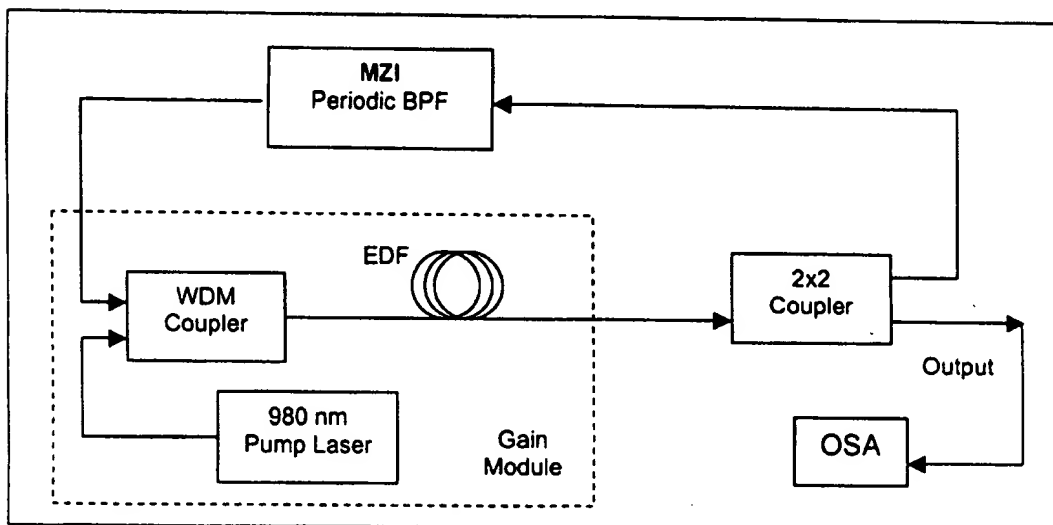 MZI
Periodic BPF
EDF
WDM
Coupler
2x2
Coupler
Output
980 nm
Pump Laser
Gain
Module
OSA